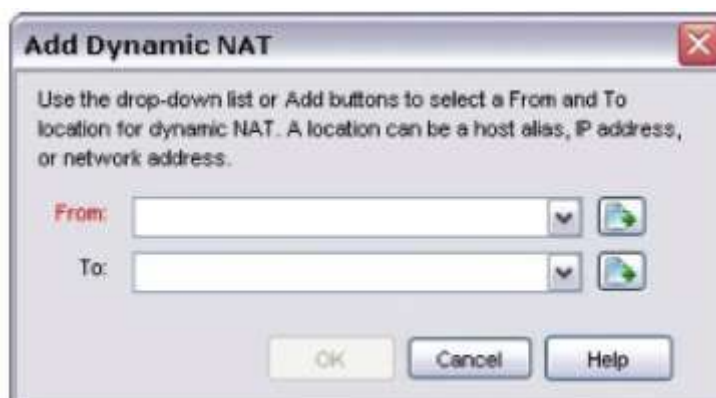 Add Dynamic NAT
Use the drop-down list or Add buttons to select a From and To
location for dynamic NAT. A location can be a host alias, IP address,
or network address.
From:
To:
OK
Cancel
Help